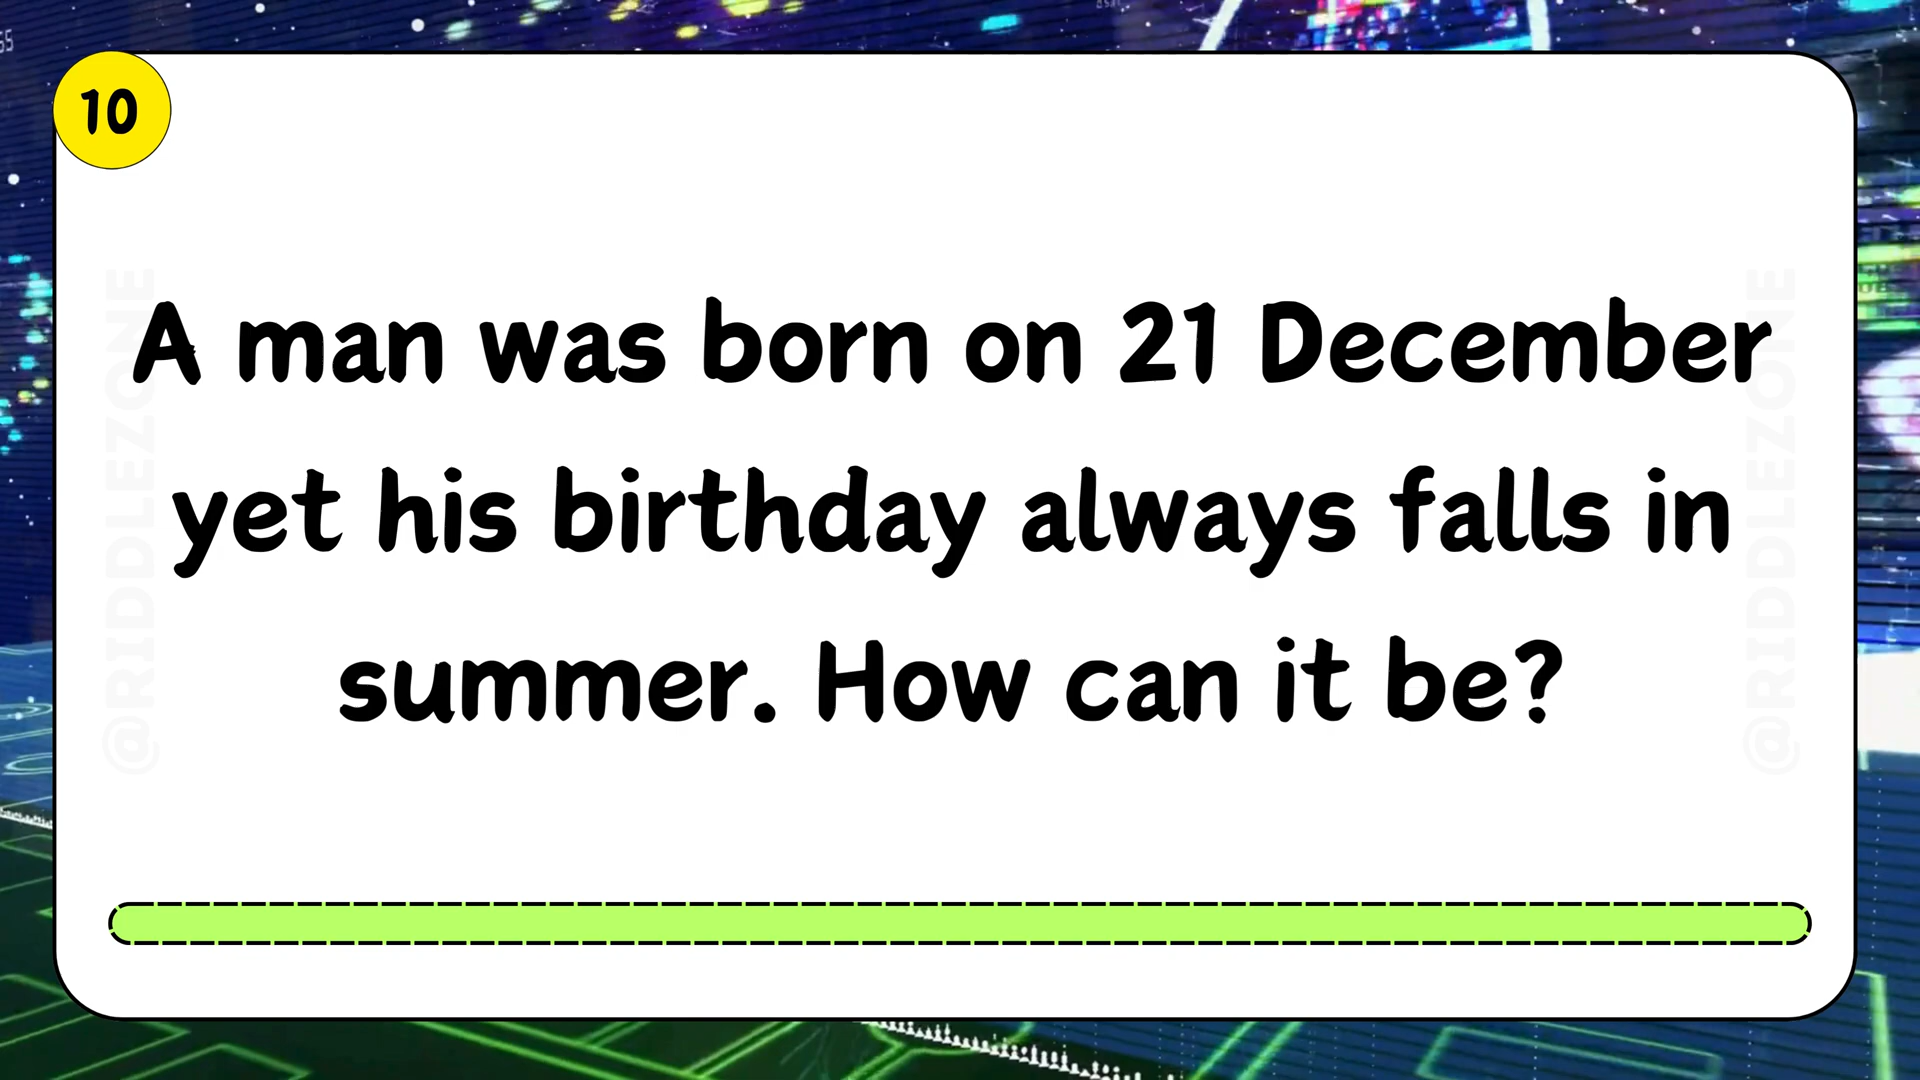 10
A man was born on 21 December
yet his birthday always falls in
summer. How can it be?
@RIDDLEZONE
@RIDDLEZONE